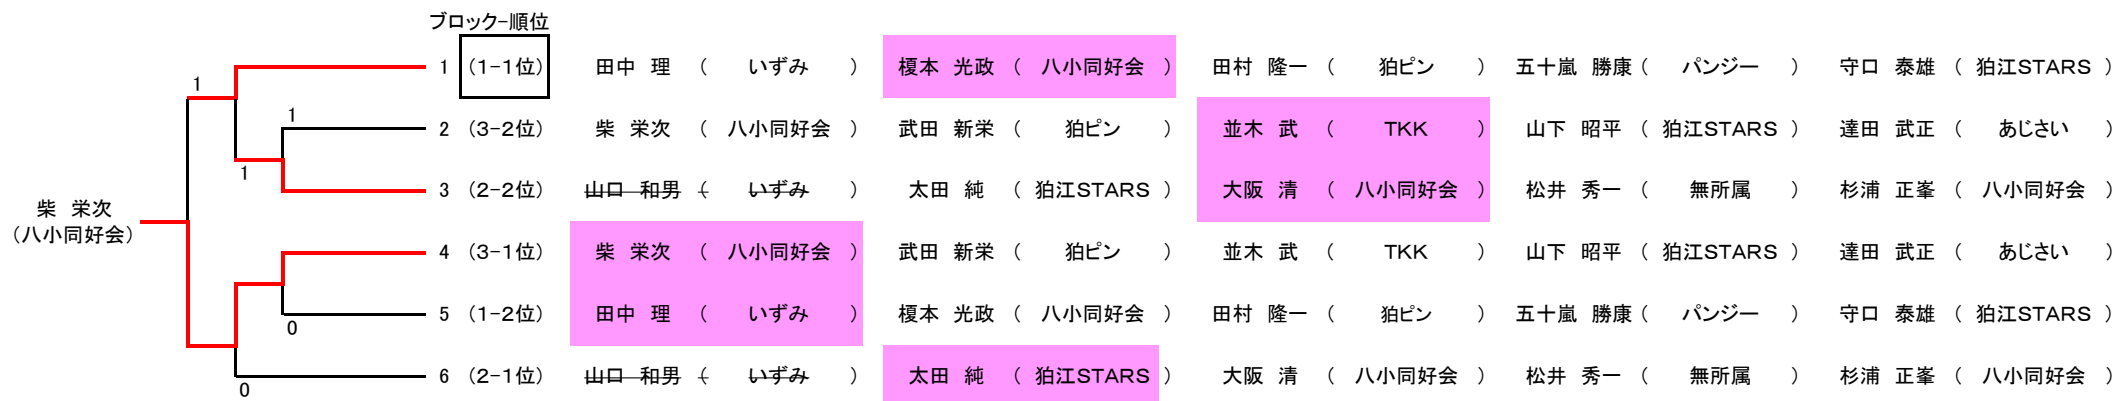 ブロック-順位
1 (1-1位) 田中 理 ( いずみ ) 榎本 光政 ( 八小同好会 ) 田村 隆一 ( 狛ピン ) 五十嵐 勝康 ( パンジー ) 守口 泰雄 ( 狛江STARS )
1
1
2 (3-2位) 柴 栄次 ( 八小同好会 ) 武田 新栄 ( 狛ピン ) 並木 武 ( TKK ) 山下 昭平 ( 狛江STARS ) 達田 武正 ( あじさい )
1
3 (2-2位) 山口 和男 ( いずみ ) 太田 純 ( 狛江STARS ) 大阪 清 ( 八小同好会 ) 松井 秀一 ( 無所属 ) 杉浦 正峯 ( 八小同好会 )
柴 栄次
(八小同好会)
4 (3-1位) 柴 栄次 ( 八小同好会 ) 武田 新栄 ( 狛ピン ) 並木 武 ( TKK ) 山下 昭平 ( 狛江STARS ) 達田 武正 ( あじさい )
5 (1-2位) 田中 理 ( いずみ ) 榎本 光政 ( 八小同好会 ) 田村 隆一 ( 狛ピン ) 五十嵐 勝康 ( パンジー ) 守口 泰雄 ( 狛江STARS )
0
6 (2-1位) 山口 和男 ( いずみ ) 太田 純 ( 狛江STARS ) 大阪 清 ( 八小同好会 ) 松井 秀一 ( 無所属 ) 杉浦 正峯 ( 八小同好会 )
0